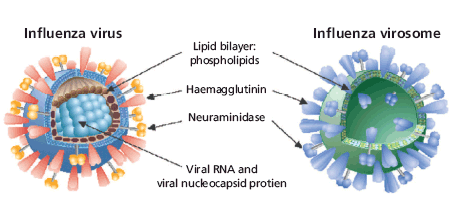 Influenza virus
Influenza virosome
Lipid bilayer:
phospholipids
Haemagglutinin
Neuraminidase
Viral RNA and
viral nucleocapsid protien